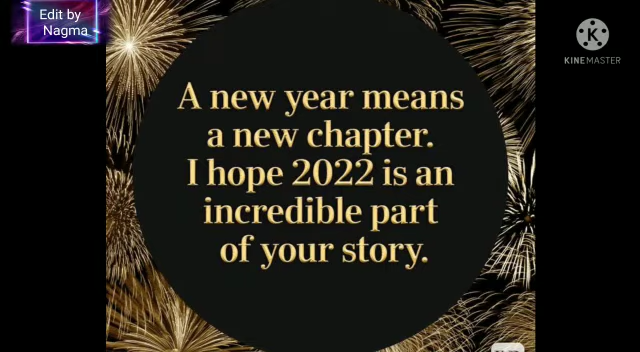 Edit by
Nagma
K
KINEMASTER
A new year means
a new chapter.
I hope 2022 is an
incredible part
of your story.